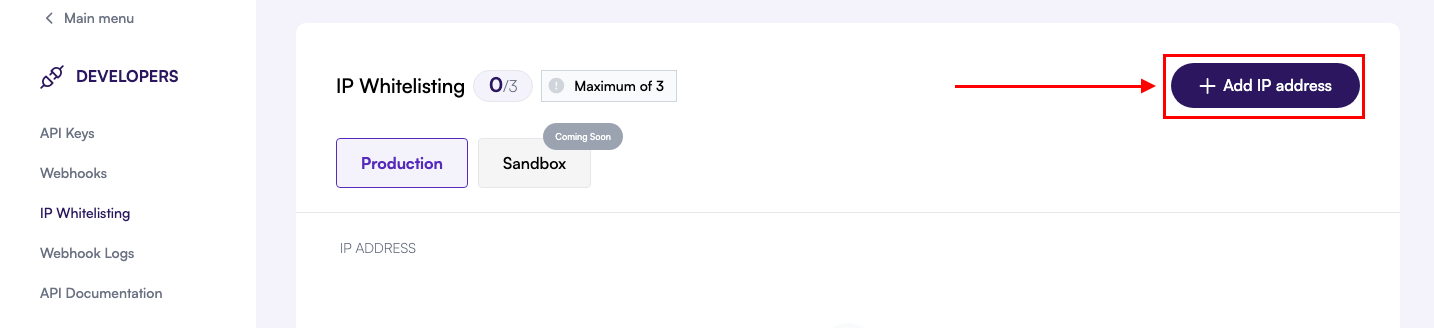 Main menu
DEVELOPERS
API Keys
Webhooks
IP Whitelisting
Webhook Logs
API Documentation
IP Whitelisting 0/3 ! Maximum of 3
+ Add IP address
Coming Soon
Production Sandbox
IP ADDRESS